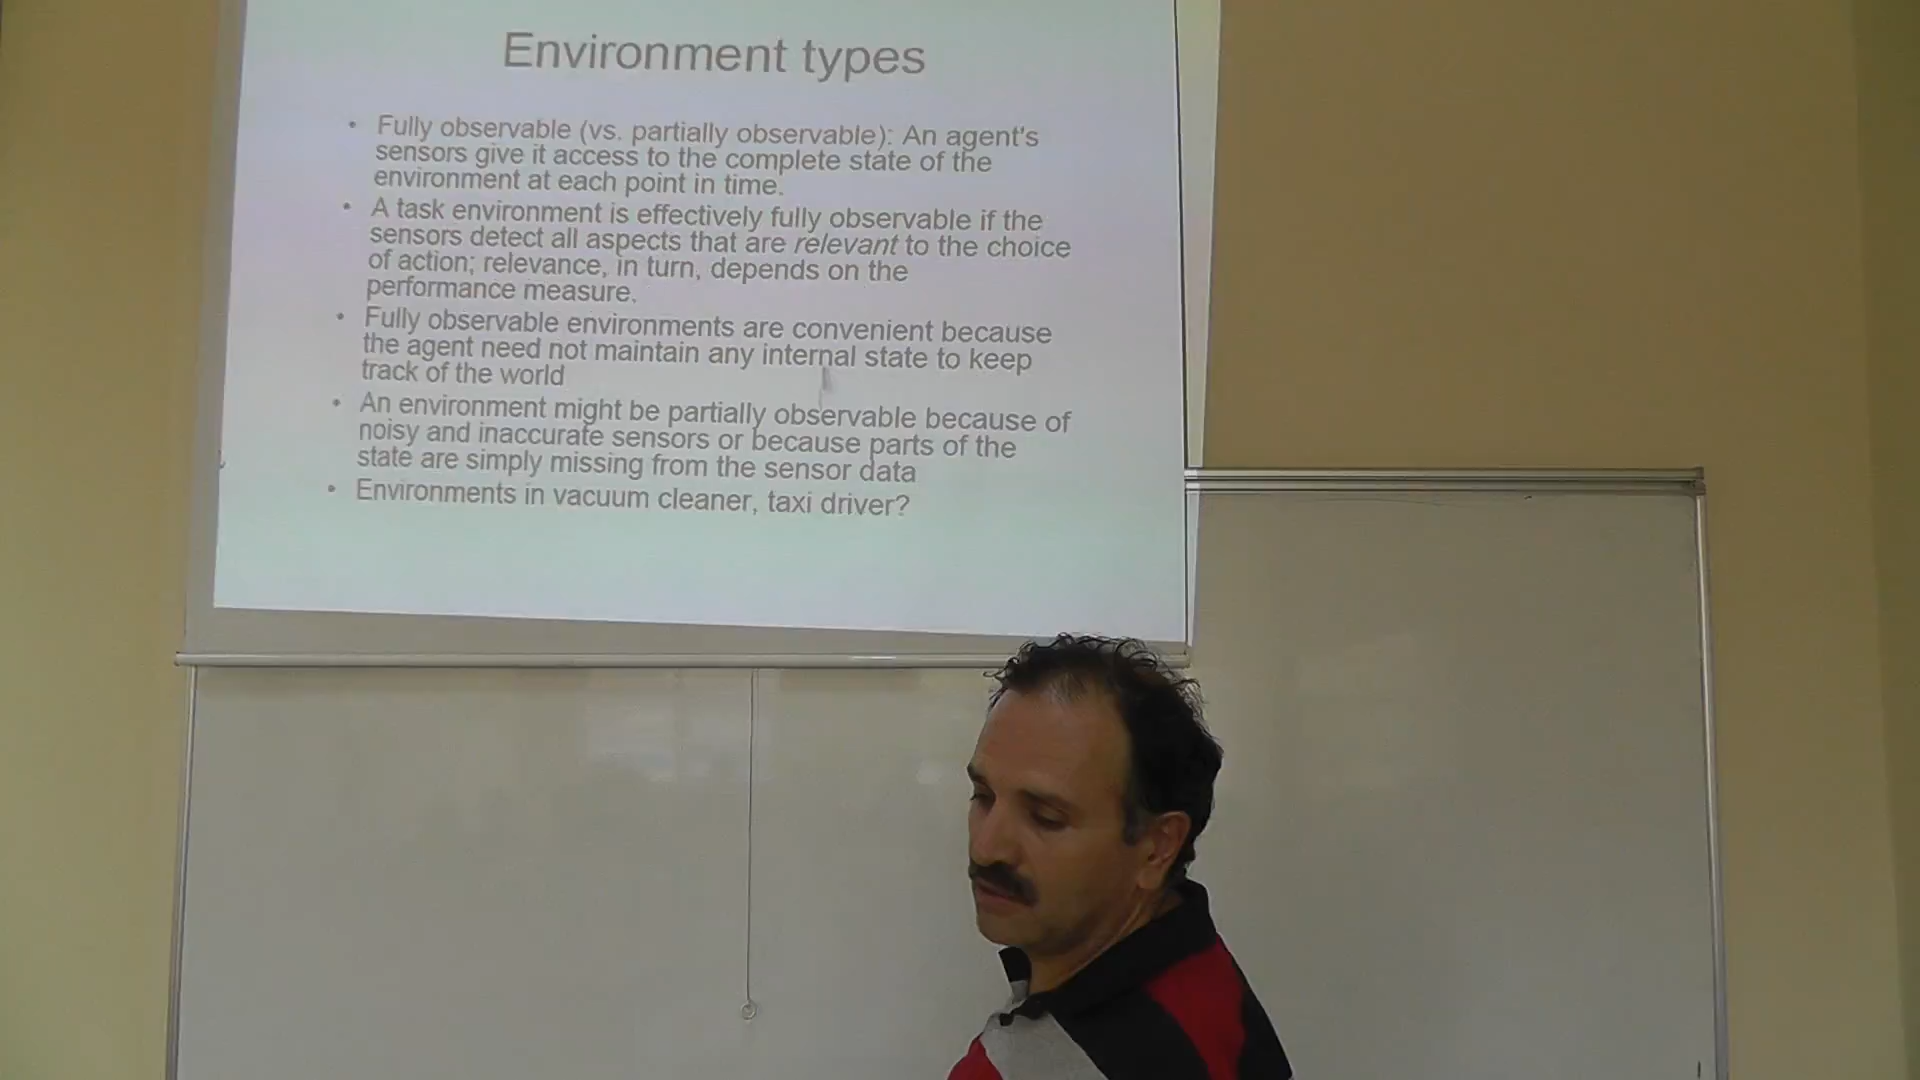 Environment types
• Fully observable (vs. partially observable): An agent's
sensors give it access to the complete state of the
environment at each point in time.
• A task environment is effectively fully observable if the
sensors detect all aspects that are relevant to the choice
of action; relevance, in turn, depends on the
performance measure.
• Fully observable environments are convenient because
the agent need not maintain any internal state to keep
track of the world
• An environment might be partially observable because of
noisy and inaccurate sensors or because parts of the
state are simply missing from the sensor data
• Environments in vacuum cleaner, taxi driver?